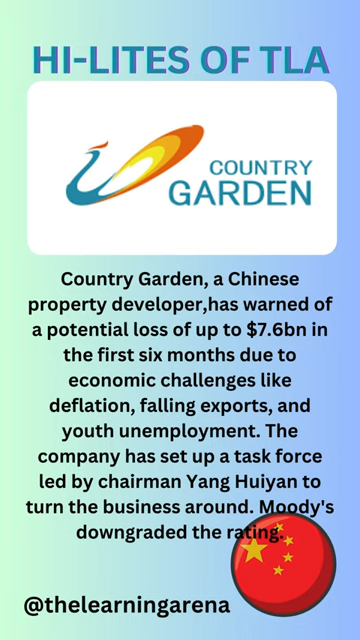 HI-LITES OF TLA
COUNTRY
GARDEN
Country Garden, a Chinese
property developer,has warned of
a potential loss of up to $7.6bn in
the first six months due to
economic challenges like
deflation, falling exports, and
youth unemployment. The
company has set up a task force
led by chairman Yang Huiyan to
turn the business around. Moody's
downgraded the rating.
@thelearningarena